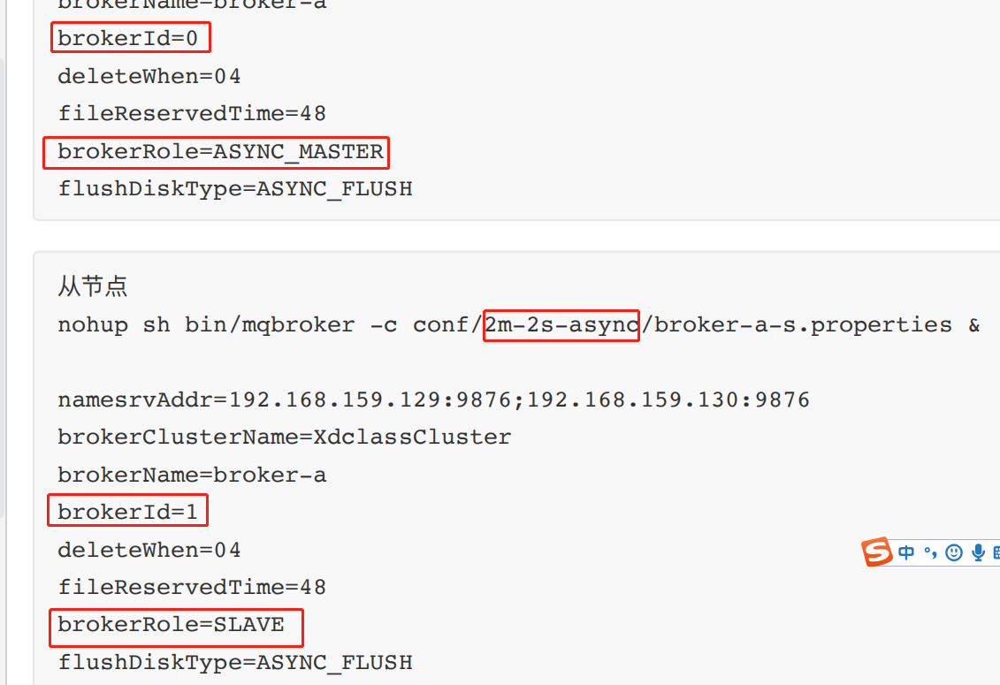 brokerName=broker-a
brokerId=0
deleteWhen=04
fileReservedTime=48
brokerRole=ASYNC_MASTER
flushDiskType=ASYNC_FLUSH
从节点
nohup sh bin/mqbroker -c conf/2m-2s-async/broker-a-s.properties &
namesrvAddr=192.168.159.129:9876;192.168.159.130:9876
brokerClusterName=XdclassCluster
brokerName=broker-a
brokerId=1
deleteWhen=04
fileReservedTime=48
brokerRole=SLAVE
flushDiskType=ASYNC_FLUSH
S中°,